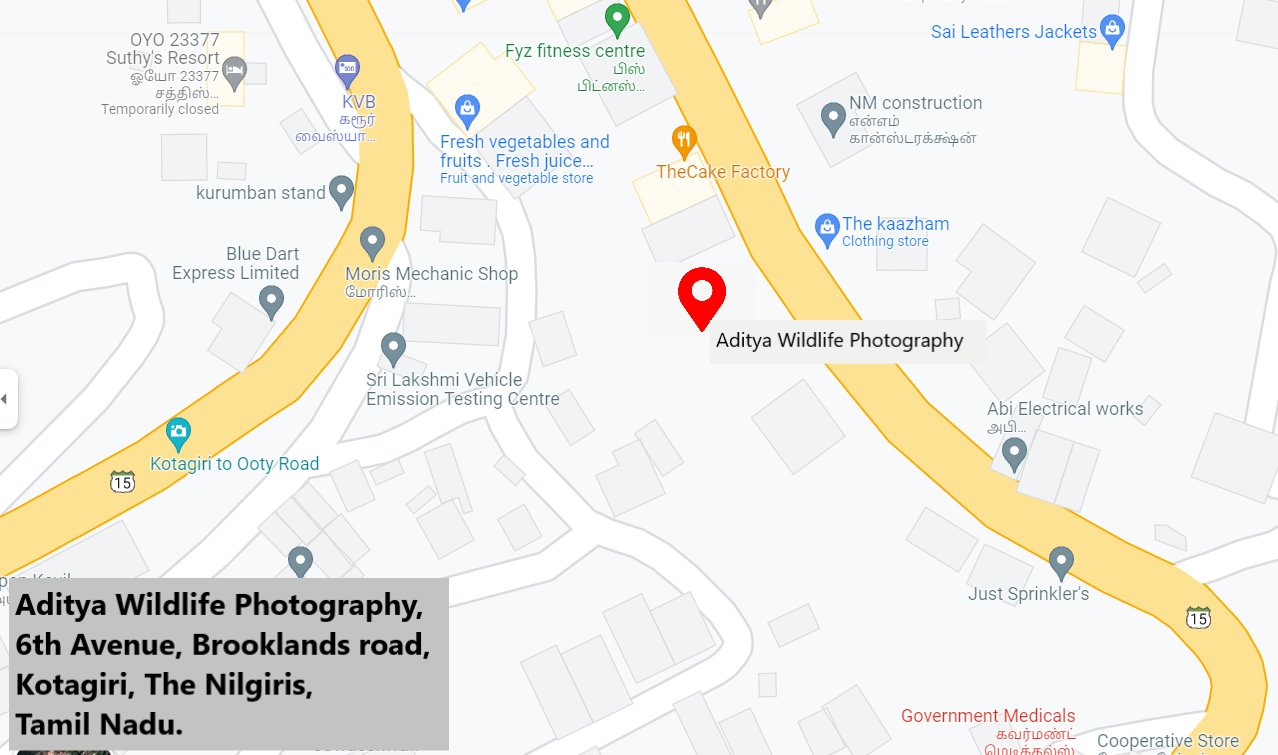 OYO 23377
Suthy's Resort
ஓயோ 23377
சத்திஸ்...
Temporarily closed
KVB
கரூர்
வைஸ்யா...
Fyz fitness centre
பிஸ்
பிட்னஸ்...
Sai Leathers Jackets
Fresh vegetables and
fruits . Fresh juice...
Fruit and vegetable store
NM construction
என்எம்
கான்ஸ்டரக்க்ஷ்ன்
TheCake Factory
kurumban stand
The kaazham
Clothing store
Blue Dart
Express Limited
Moris Mechanic Shop
மோரிஸ்...
Aditya Wildlife Photography
Sri Lakshmi Vehicle
Emission Testing Centre
Abi Electrical works
அபி...
Kotagiri to Ooty Road
15
Just Sprinkler's
15
Aditya Wildlife Photography,
6th Avenue, Brooklands road,
Kotagiri, The Nilgiris,
Tamil Nadu.
Government Medicals
கவர்மண்ட்
மெடிக்கல்ஸ்
Cooperative Store